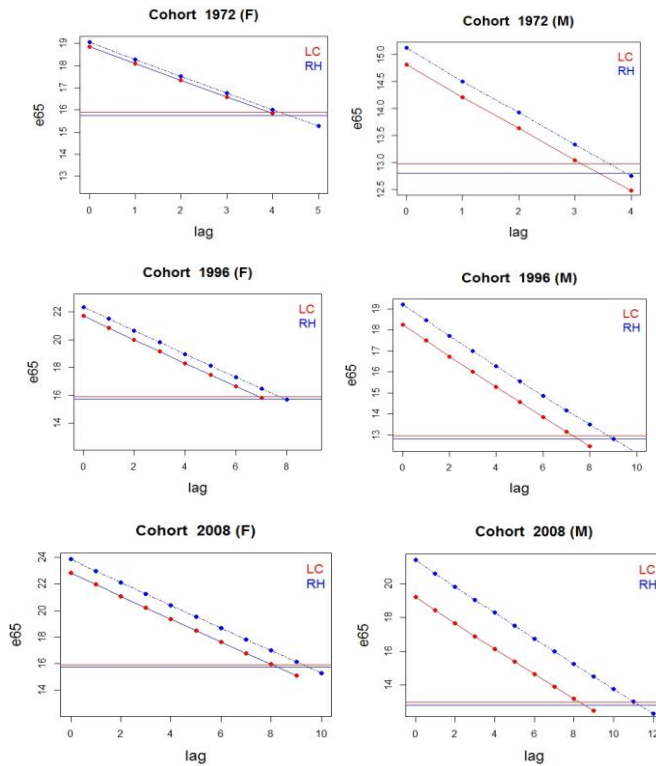 Cohort 1972 (F)
LC
RH
e65
19
18
17
16
15
13
0 1 2 3 4 5
lag
Cohort 1972 (M)
LC
RH
e65
15.0
14.5
14.0
13.5
13.0
12.5
0 1 2 3 4
lag
Cohort 1996 (F)
LC
RH
e65
22
20
18
16
14
0 2 4 6 8
lag
Cohort 1996 (M)
LC
RH
e65
19
18
17
16
15
14
13
0 2 4 6 8 10
lag
Cohort 2008 (F)
LC
RH
e65
24
22
20
18
16
14
0 2 4 6 8 10
lag
Cohort 2008 (M)
LC
RH
e65
20
18
16
14
0 2 4 6 8 10 12
lag